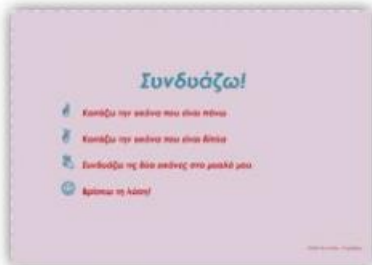 Συνδυάζω!
Κοιτάζω την εικόνα που είναι πάνω
Κοιτάζω την εικόνα που είναι δίπλα
Συνδυάζω τις δύο εικόνες στο μυαλό μου
Βρίσκω τη λύση!